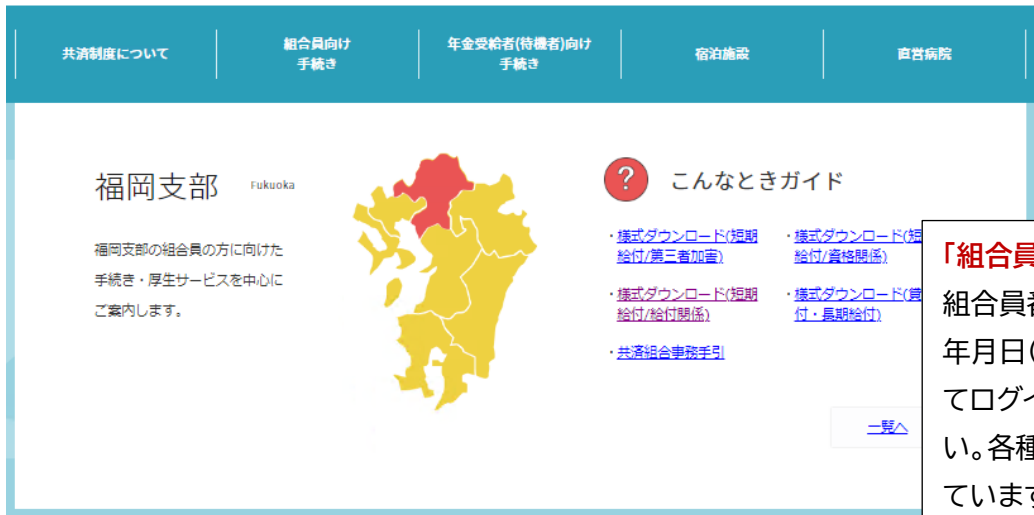 共済制度について
組合員向け
手続き
年金受給者(待機者)向け
手続き
宿泊施設
直営病院
福岡支部 Fukuoka
福岡支部の組合員の方に向けた
手続き・厚生サービスを中心に
ご案内します。
? こんなときガイド
・様式ダウンロード(短期
給付/第三者加害)
・様式ダウンロード(短
給付/資格関係)
・様式ダウンロード(短期
給付/給付関係)
・様式ダウンロード(貸
付・長期給付)
・共済組合事務手引
一覧へ
「組合員
組合員
年月日(
てログイ
い。各種
ています